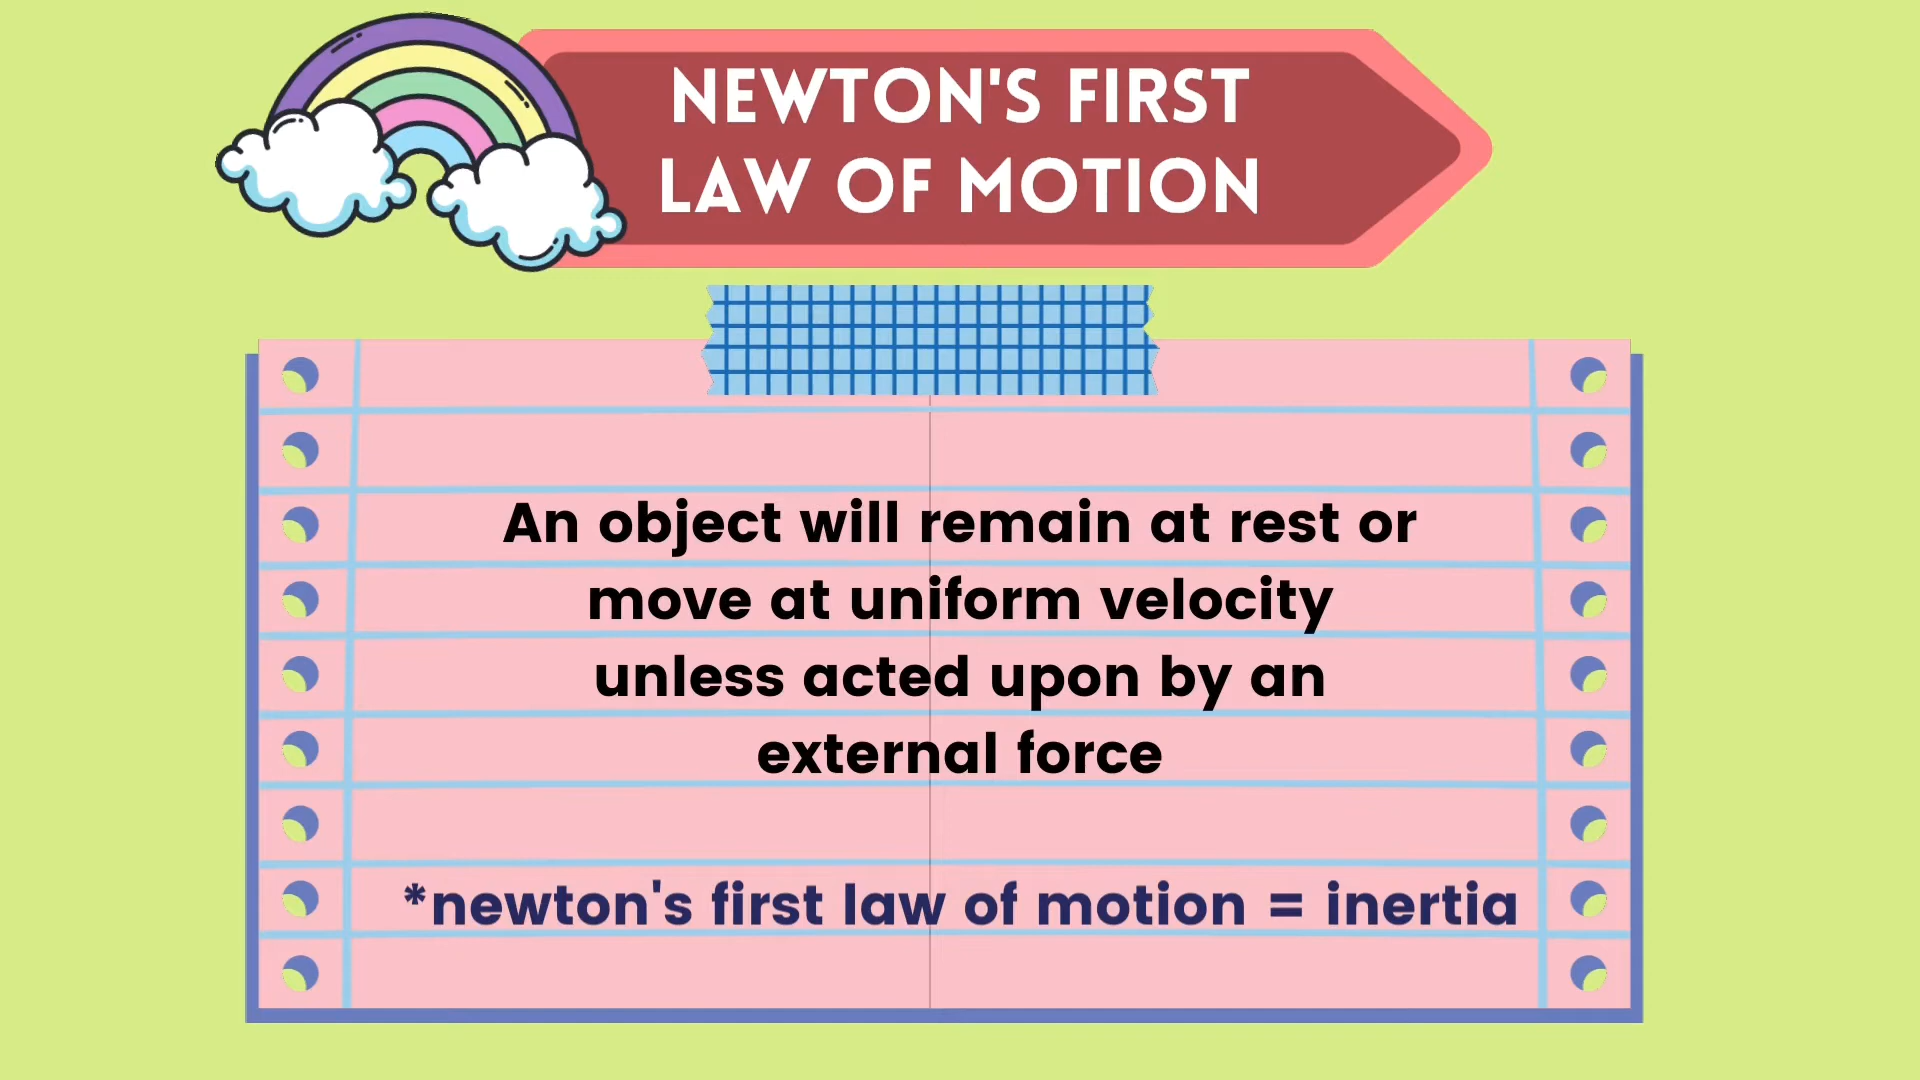 NEWTON'S FIRST
LAW OF MOTION
An object will remain at rest or
move at uniform velocity
unless acted upon by an
external force
*newton's first law of motion = inertia